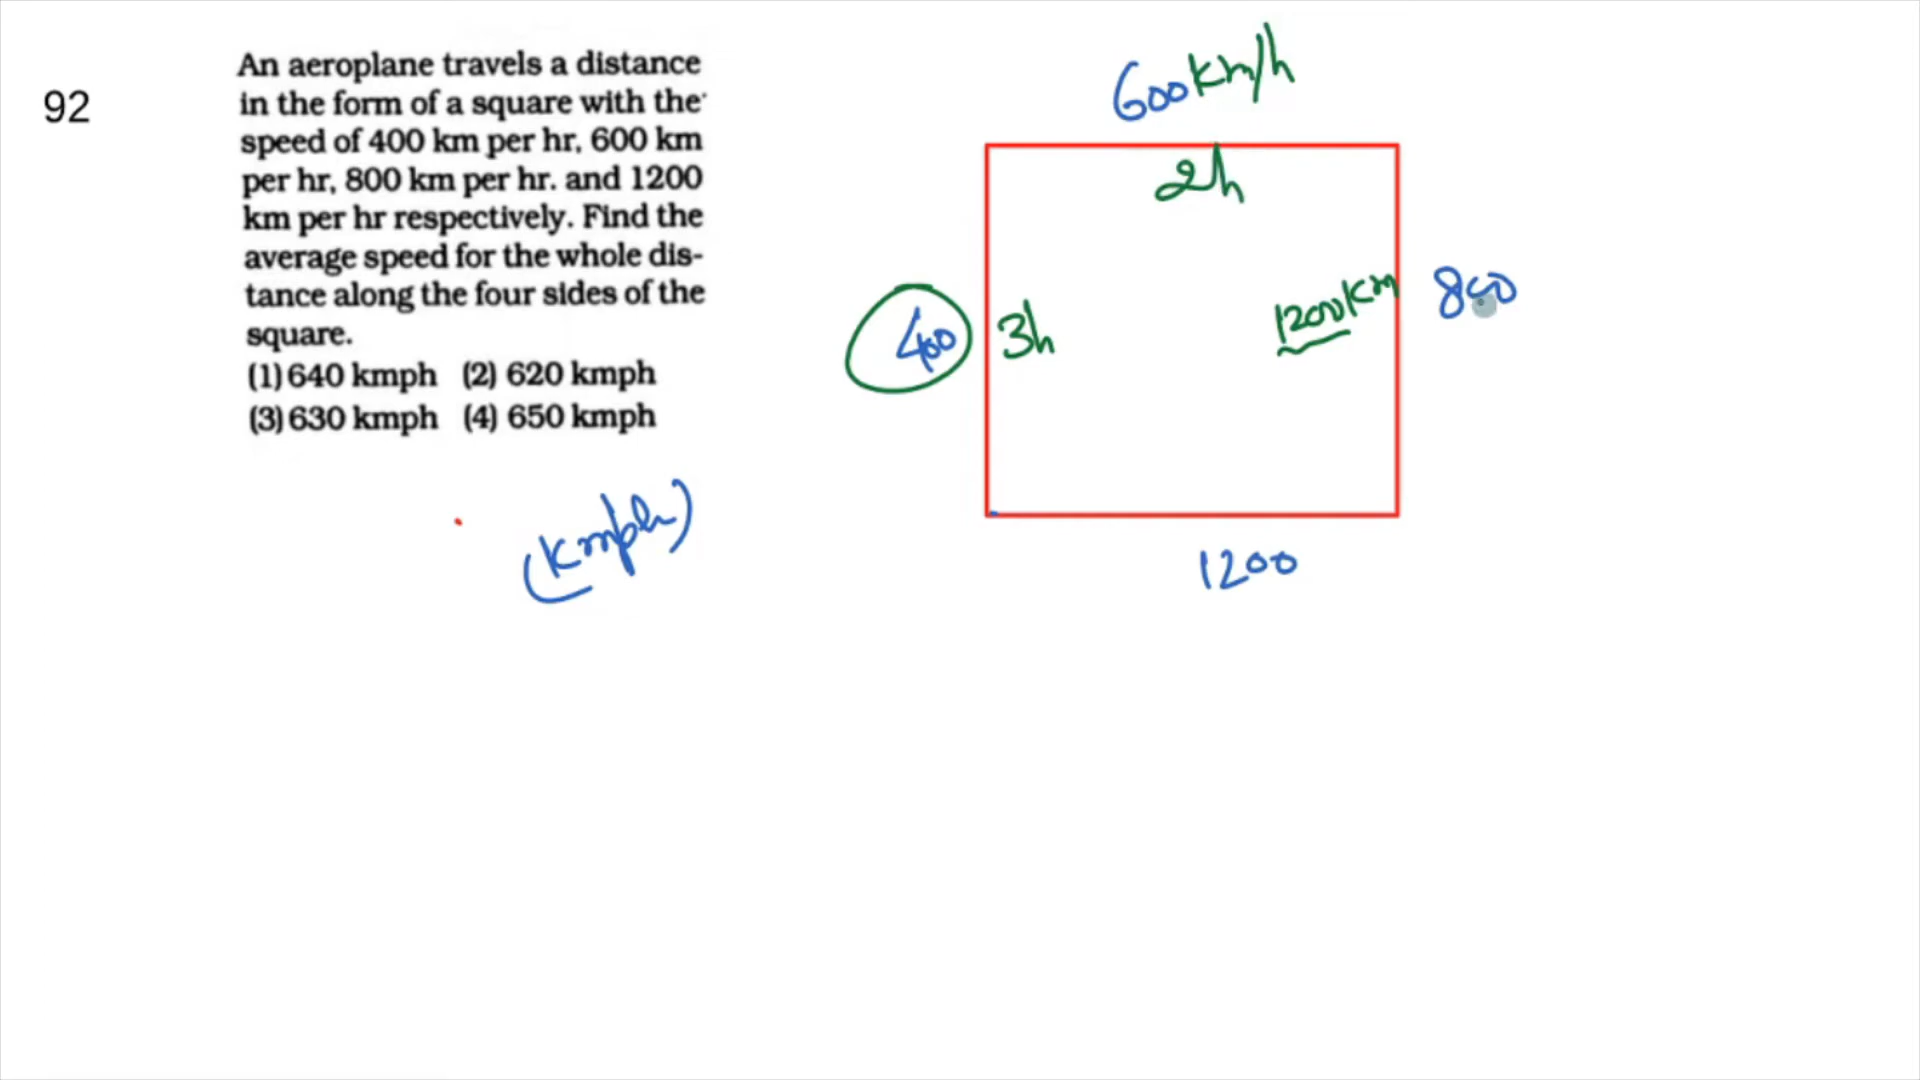 92
An aeroplane travels a distance
in the form of a square with the
speed of 400 km per hr, 600 km
per hr, 800 km per hr. and 1200
km per hr respectively. Find the
average speed for the whole dis-
tance along the four sides of the
square.
(1) 640 kmph (2) 620 kmph
(3) 630 kmph (4) 650 kmph
(kmph)
600km/h
2h
400
3h
1200km
800
1200